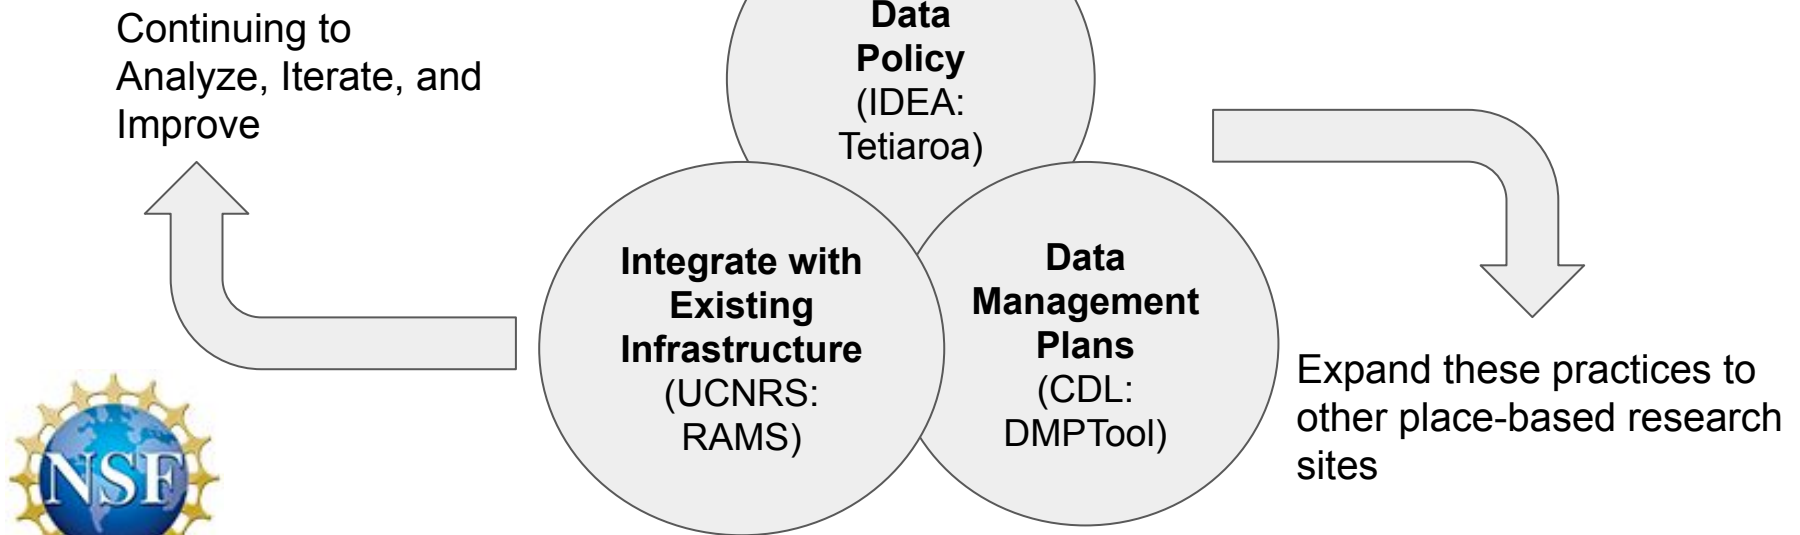 Continuing to
Analyze, Iterate, and
Improve
Data
Policy
(IDEA:
Tetiaroa)
Integrate with
Existing
Infrastructure
(UCNRS:
RAMS)
Data
Management
Plans
(CDL:
DMPTool)
Expand these practices to
other place-based research
sites
NSF